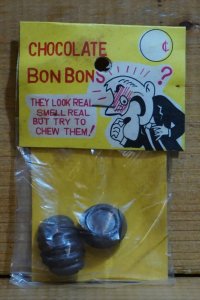 CHOCOLATE
¢
BON BONS
?
THEY LOOK REAL
SMELL REAL
BUT TRY TO
CHEW THEM!